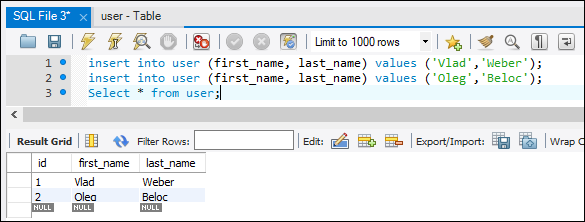 SQL File 3* user - Table
Limit to 1000 rows
1 insert into user (first_name, last_name) values ('Vlad','Weber');
2 insert into user (first_name, last_name) values ('Oleg','Beloc');
3 Select * from user;
Result Grid Filter Rows: Edit: Export/Import: Wrap C
id first_name last_name
1 Vlad Weber
2 Oleg Beloc
NULL NULL NULL